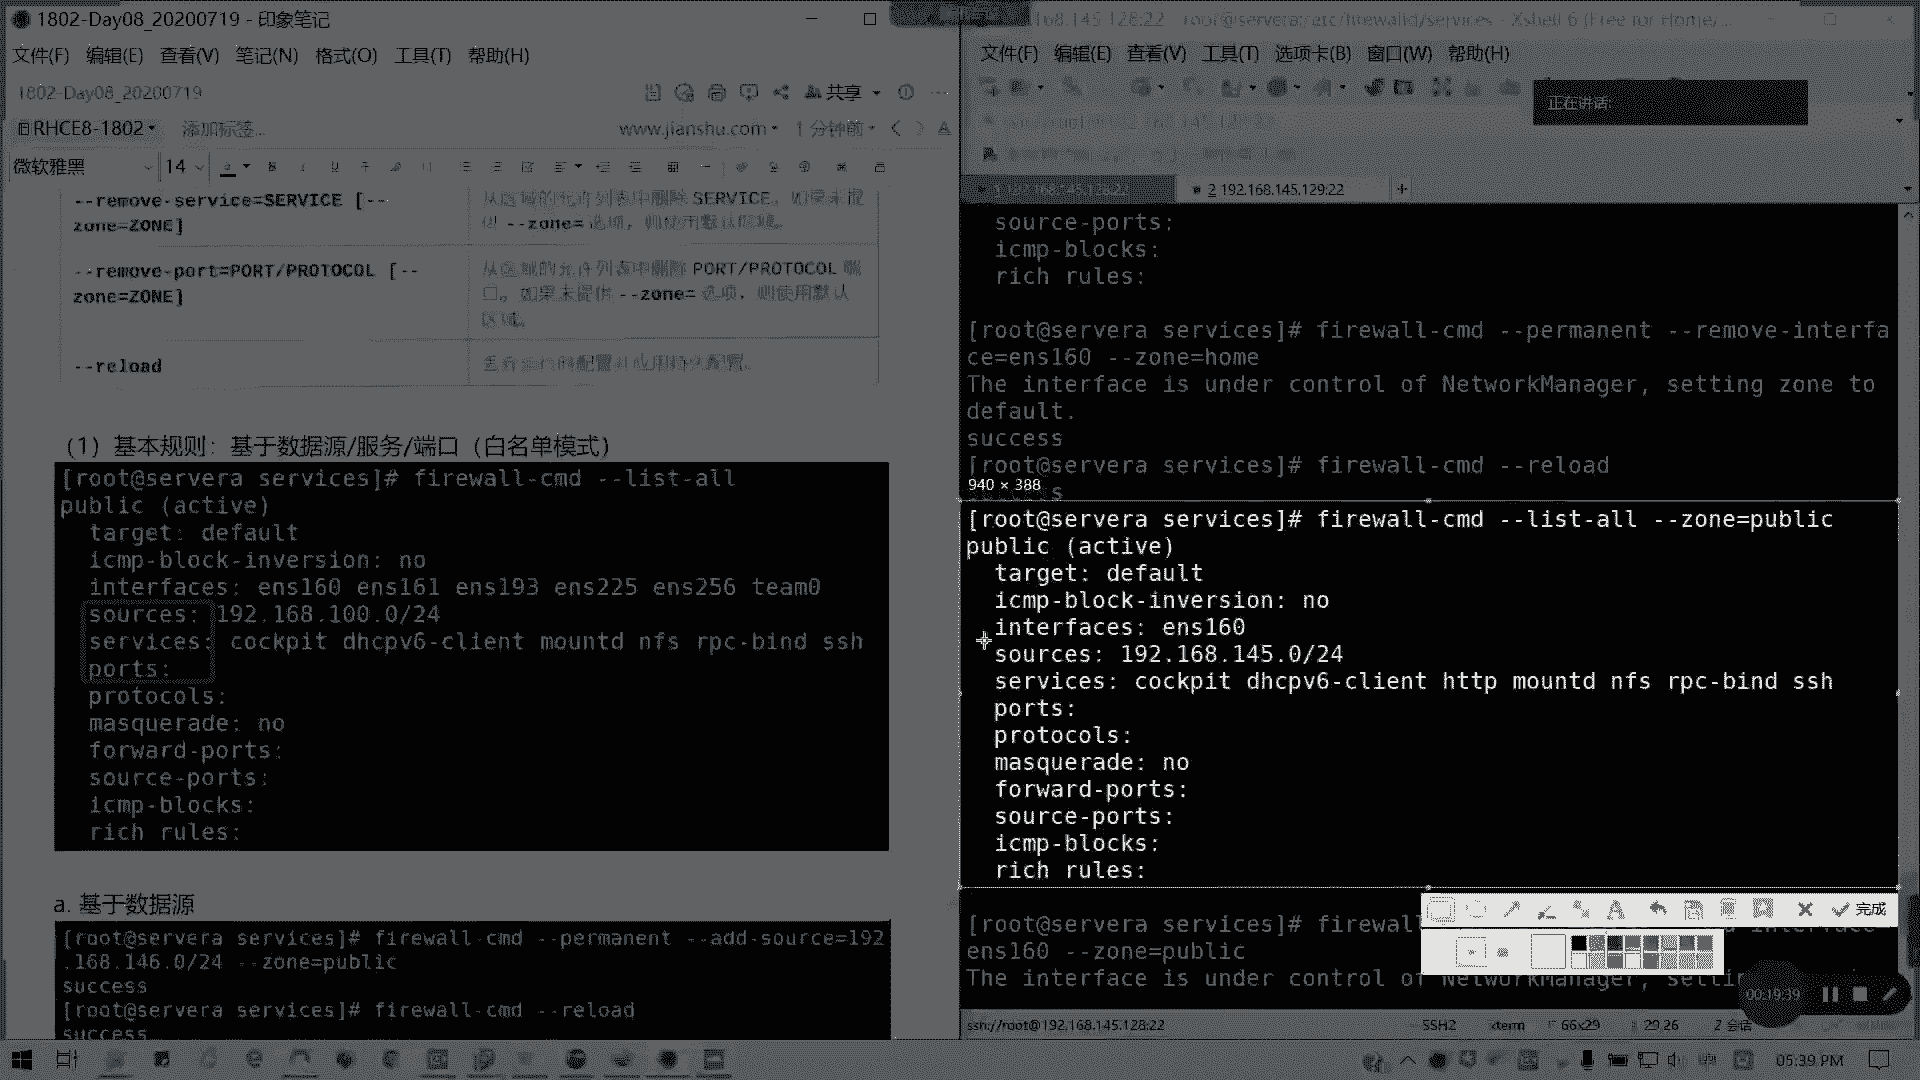 1802-Day08_20200719 - 印象笔记
文件(F) 编辑(E) 查看(V) 笔记(N) 格式(O) 工具(T) 帮助(H)
1802-Day08_20200719
共享
RHCE8-1802
添加标签...
www.jianshu.com
1 分钟前
微软雅黑
14
--remove-service=SERVICE [--
zone=ZONE]
从区域的允许列表中删除 SERVICE。如果未提
供 --zone= 选项，则使用默认区域。
--remove-port=PORT/PROTOCOL [--
zone=ZONE]
从区域的允许列表中删除 PORT/PROTOCOL 端
口。如果未提供 --zone= 选项，则使用默认
区域。
--reload
（1）基本规则：基于数据源/服务/端口（白名单模式）
[root@servera services]# firewall-cmd --list-all
public (active)
target: default
icmp-block-inversion: no
interfaces: ens160 ens161 ens193 ens225 ens256 team0
sources: 192.168.100.0/24
services: cockpit dhcpv6-client mountd nfs rpc-bind ssh
ports:
protocols:
masquerade: no
forward-ports:
source-ports:
icmp-blocks:
rich rules:
a. 基于数据源
[root@servera services]# firewall-cmd --permanent --add-source=192
.168.146.0/24 --zone=public
success
[root@servera services]# firewall-cmd --reload
success
168.145.128:22 - root@servera:/etc/firewalld/services - Xshell 6 (Free for Home/...
文件(F) 编辑(E) 查看(V) 工具(T) 选项卡(B) 窗口(W) 帮助(H)
正在讲话:
1 192.168.145.128:22
2 192.168.145.129:22
source-ports:
icmp-blocks:
rich rules:
[root@servera services]# firewall-cmd --permanent --remove-interfa
ce=ens160 --zone=home
The interface is under control of NetworkManager, setting zone to
default.
success
[root@servera services]# firewall-cmd --reload
940 × 388
[root@servera services]# firewall-cmd --list-all --zone=public
public (active)
target: default
icmp-block-inversion: no
interfaces: ens160
sources: 192.168.145.0/24
services: cockpit dhcpv6-client http mountd nfs rpc-bind ssh
ports:
protocols:
masquerade: no
forward-ports:
source-ports:
icmp-blocks:
rich rules:
完成
[root@servera services]# firewa
ens160 --zone=public
The interface is under control of NetworkManager, setti
00:19:39
ssh://root@192.168.145.128:22
SSH2
xterm
66x29
29,26
2 会话
05:39 PM